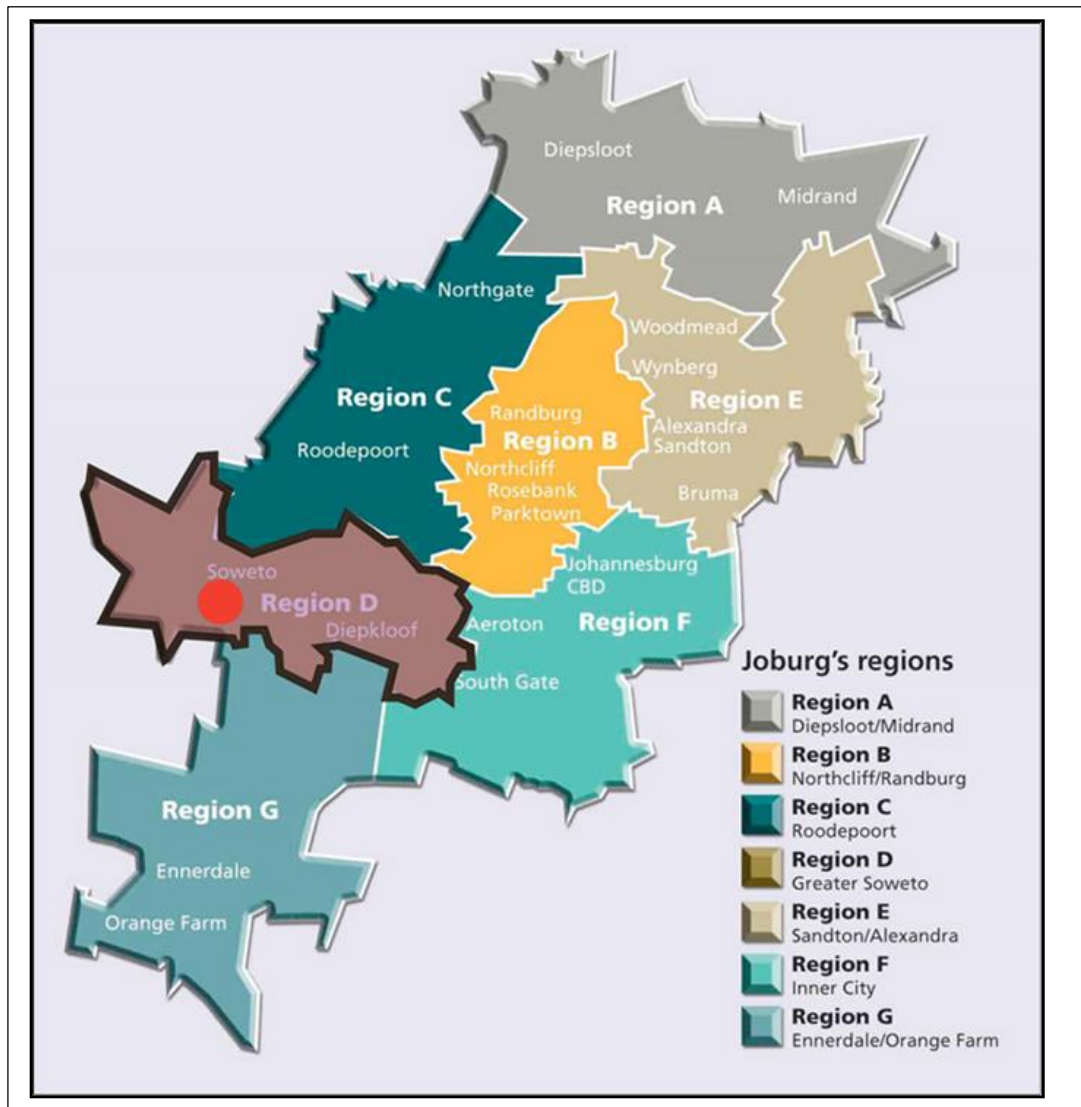 Diepsloot
Midrand
Region A
Northgate
Woodmead
Wynberg
Region C
Region E
Randburg
Alexandra
Region B
Sandton
Roodepoort
Northcliff
Rosebank
Bruma
Parktown
Johannesburg
CBD
Soweto
Region D
Diepkloof
Aeroton
Region F
South Gate
Region G
Ennerdale
Orange Farm
Joburg's regions
Region A
Diepsloot/Midrand
Region B
Northcliff/Randburg
Region C
Roodepoort
Region D
Greater Soweto
Region E
Sandton/Alexandra
Region F
Inner City
Region G
Ennerdale/Orange Farm